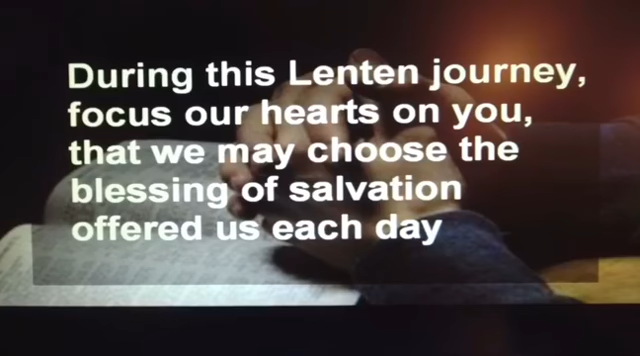 During this Lenten journey,
focus our hearts on you,
that we may choose the
blessing of salvation
offered us each day